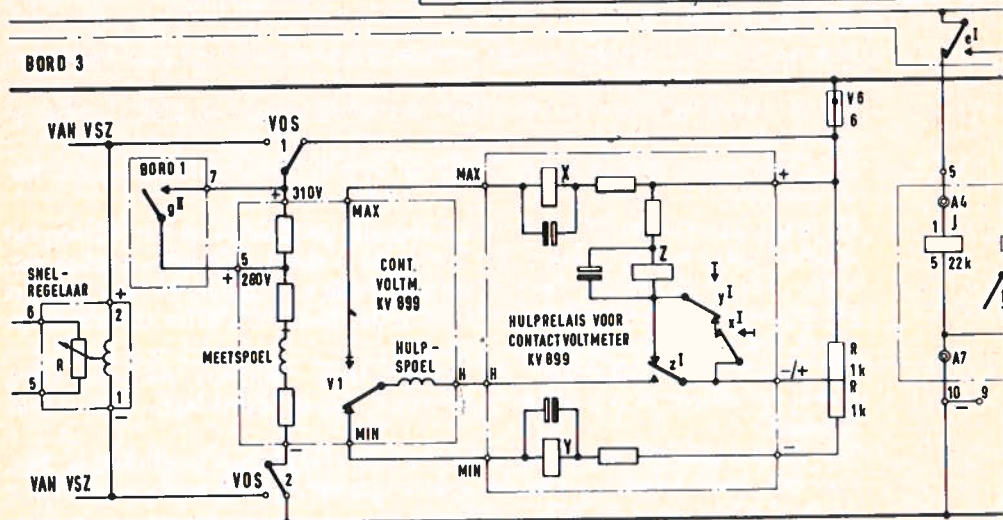 BORD 3
e I
V6
6
VAN VSZ
VOS
1
BORD 1
7
g II
+ 310V
MAX
MAX
X
+
5
A4
1 J
5 22k
5
+ 280V
CONT.
VOLTM.
KV 899
Z
y I
x I
SNEL-
REGELAAR
+
2
6
R
5
1
−
MEETSPOEL
V1
HULP-
SPOEL
H
H
HULPRELAIS VOOR
CONTACTVOLTMETER
KV 899
z I
−/+
R
1k
R
1k
A7
10
−
9
MIN
MIN
Y
−
−
VAN VSZ
VOS
2